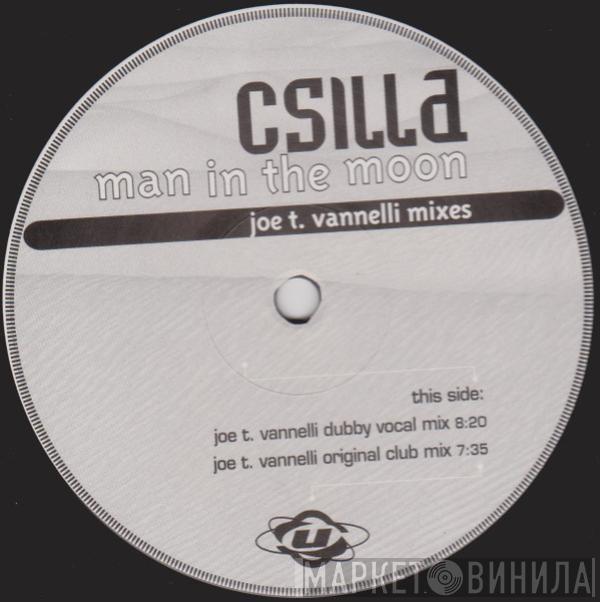 csilla
man in the moon
joe t. vannelli mixes
this side:
joe t. vannelli dubby vocal mix 8:20
joe t. vannelli original club mix 7:35
u
МАРКЕТ ВИНИЛА